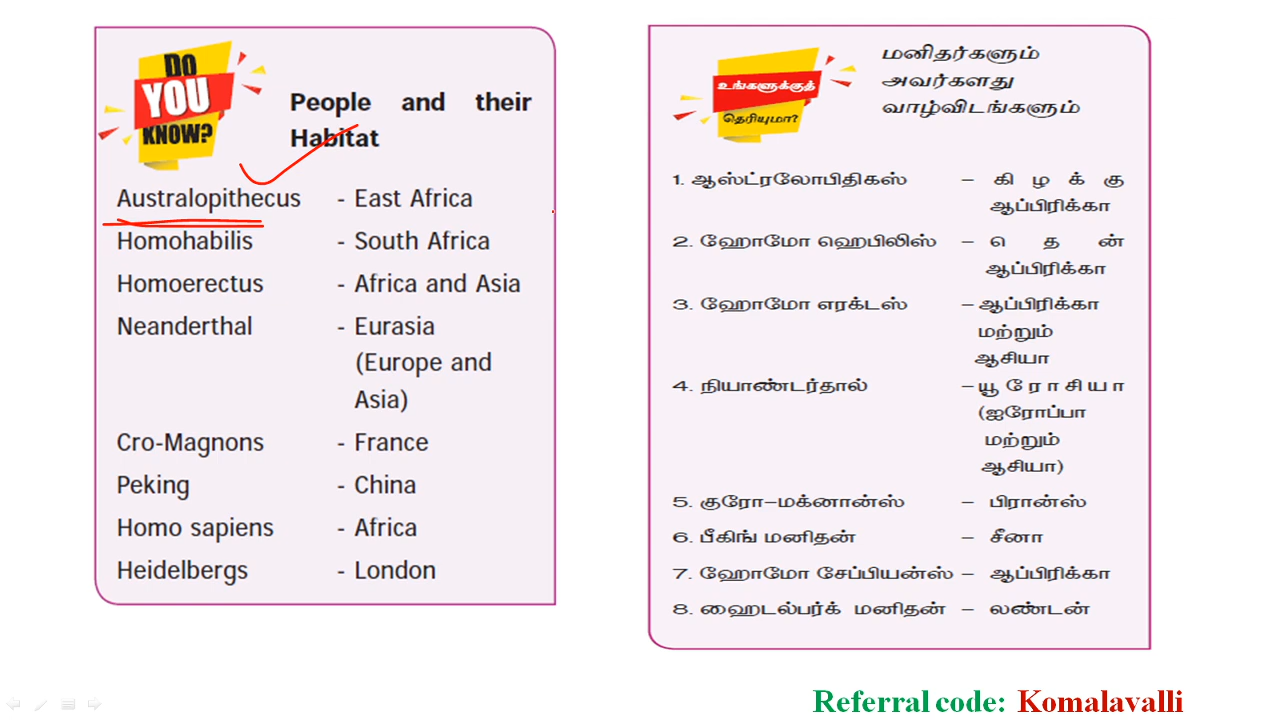 DO
YOU
KNOW?
People and their
Habitat
Australopithecus - East Africa
Homohabilis - South Africa
Homoerectus - Africa and Asia
Neanderthal - Eurasia
(Europe and
Asia)
Cro-Magnons - France
Peking - China
Homo sapiens - Africa
Heidelbergs - London
உங்களுக்குத்
தெரியுமா?
மனிதர்களும்
அவர்களது
வாழ்விடங்களும்
1. ஆஸ்ட்ரலோபிதிகஸ் – கிழக்கு
ஆப்பிரிக்கா
2. ஹோமோ ஹெபிலிஸ் – தென்
ஆப்பிரிக்கா
3. ஹோமோ எரக்டஸ் – ஆப்பிரிக்கா
மற்றும்
ஆசியா
4. நியாண்டர்தால் – யூரோசியா
(ஐரோப்பா
மற்றும்
ஆசியா)
5. குரோ–மக்னான்ஸ் – பிரான்ஸ்
6. பீகிங் மனிதன் – சீனா
7. ஹோமோ சேப்பியன்ஸ் – ஆப்பிரிக்கா
8. ஹைடல்பர்க் மனிதன் – லண்டன்
Referral code: Komalavalli